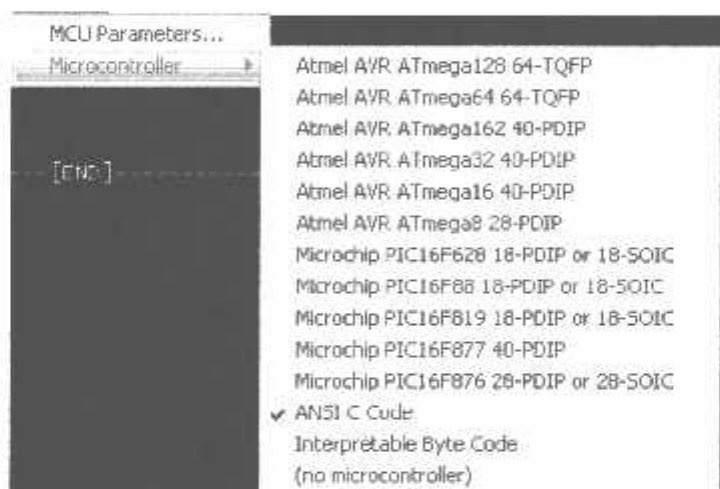 MCU Parameters...
Microcontroller
[END]
Atmel AVR ATmega128 64-TQFP
Atmel AVR ATmega64 64-TQFP
Atmel AVR ATmega162 40-PDIP
Atmel AVR ATmega32 40-PDIP
Atmel AVR ATmega16 40-PDIP
Atmel AVR ATmega8 28-PDIP
Microchip PIC16F628 18-PDIP or 18-SOIC
Microchip PIC16F88 18-PDIP or 18-SOIC
Microchip PIC16F819 18-PDIP or 18-SOIC
Microchip PIC16F877 40-PDIP
Microchip PIC16F876 28-PDIP or 28-SOIC
✓ ANSI C Code
Interpretable Byte Code
(no microcontroller)